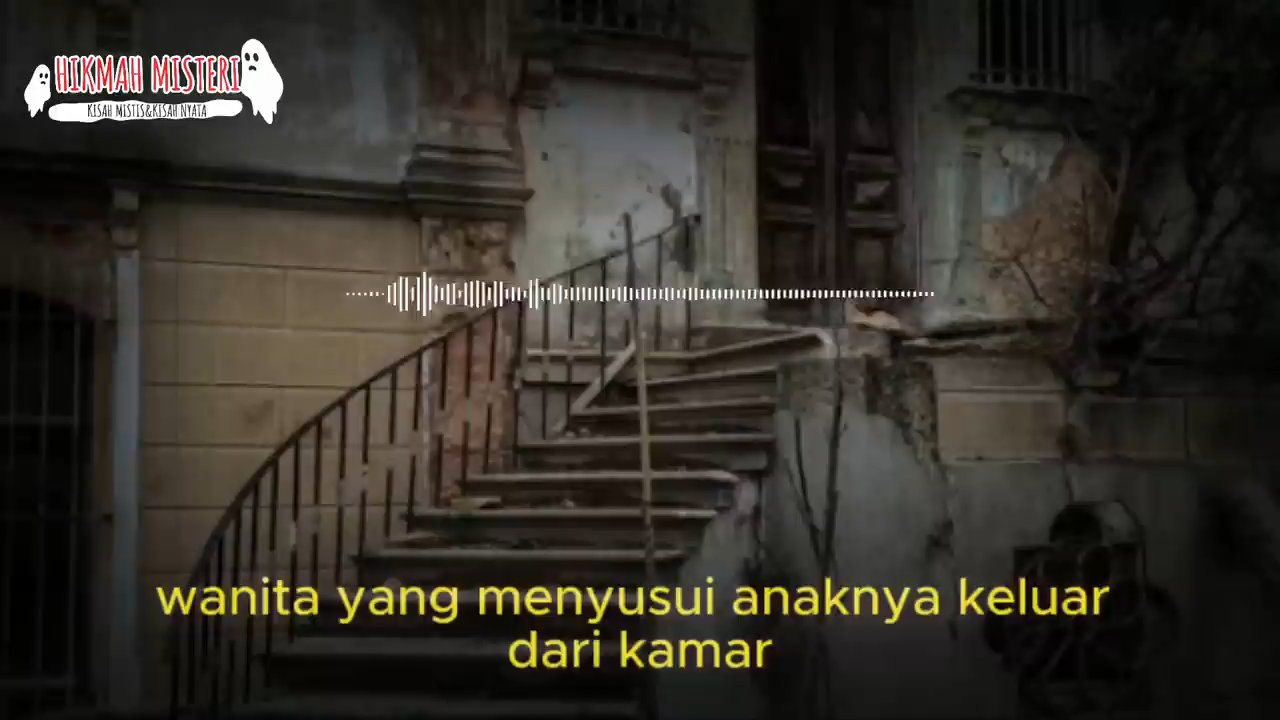 HIKMAH MISTERI
KISAH MISTIS&KISAH NYATA
wanita yang menyusui anaknya keluar
dari kamar